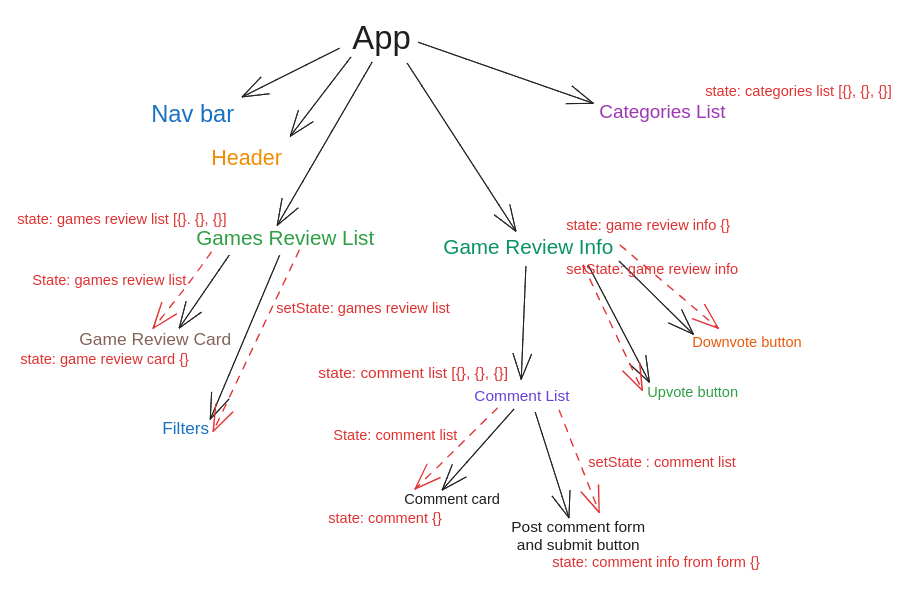 App
state: categories list [{}, {}, {}]
Nav bar
Categories List
Header
state: games review list [{}. {}, {}]
state: game review info {}
Games Review List
Game Review Info
setState: game review info
State: games review list
setState: games review list
Game Review Card
Downvote button
state: game review card {}
state: comment list [{}, {}, {}]
Comment List
Upvote button
Filters
State: comment list
setState : comment list
Comment card
state: comment {}
Post comment form
and submit button
state: comment info from form {}